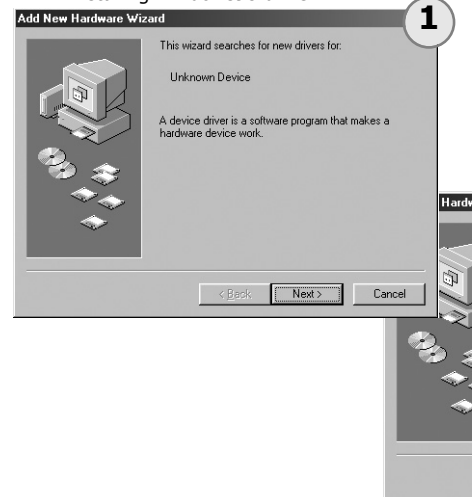 Add New Hardware Wizard
1
This wizard searches for new drivers for:
Unknown Device
A device driver is a software program that makes a
hardware device work.
< Back
Next >
Cancel